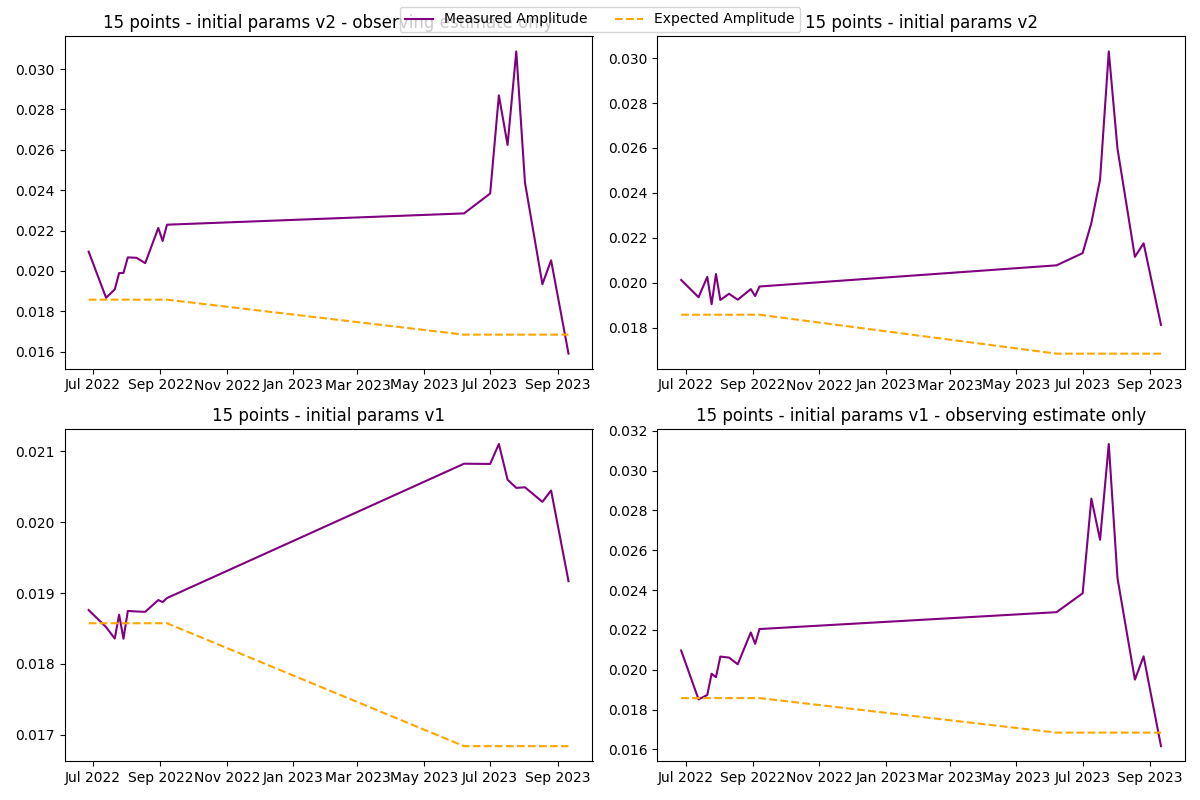 15 points - initial params v2 - observing estimate only
Measured Amplitude
Expected Amplitude
15 points - initial params v2
0.030
0.028
0.026
0.024
0.022
0.020
0.018
0.016
Jul 2022 Sep 2022 Nov 2022 Jan 2023 Mar 2023 May 2023 Jul 2023 Sep 2023
0.030
0.028
0.026
0.024
0.022
0.020
0.018
Jul 2022 Sep 2022 Nov 2022 Jan 2023 Mar 2023 May 2023 Jul 2023 Sep 2023
15 points - initial params v1
0.021
0.020
0.019
0.018
0.017
Jul 2022 Sep 2022 Nov 2022 Jan 2023 Mar 2023 May 2023 Jul 2023 Sep 2023
15 points - initial params v1 - observing estimate only
0.032
0.030
0.028
0.026
0.024
0.022
0.020
0.018
0.016
Jul 2022 Sep 2022 Nov 2022 Jan 2023 Mar 2023 May 2023 Jul 2023 Sep 2023